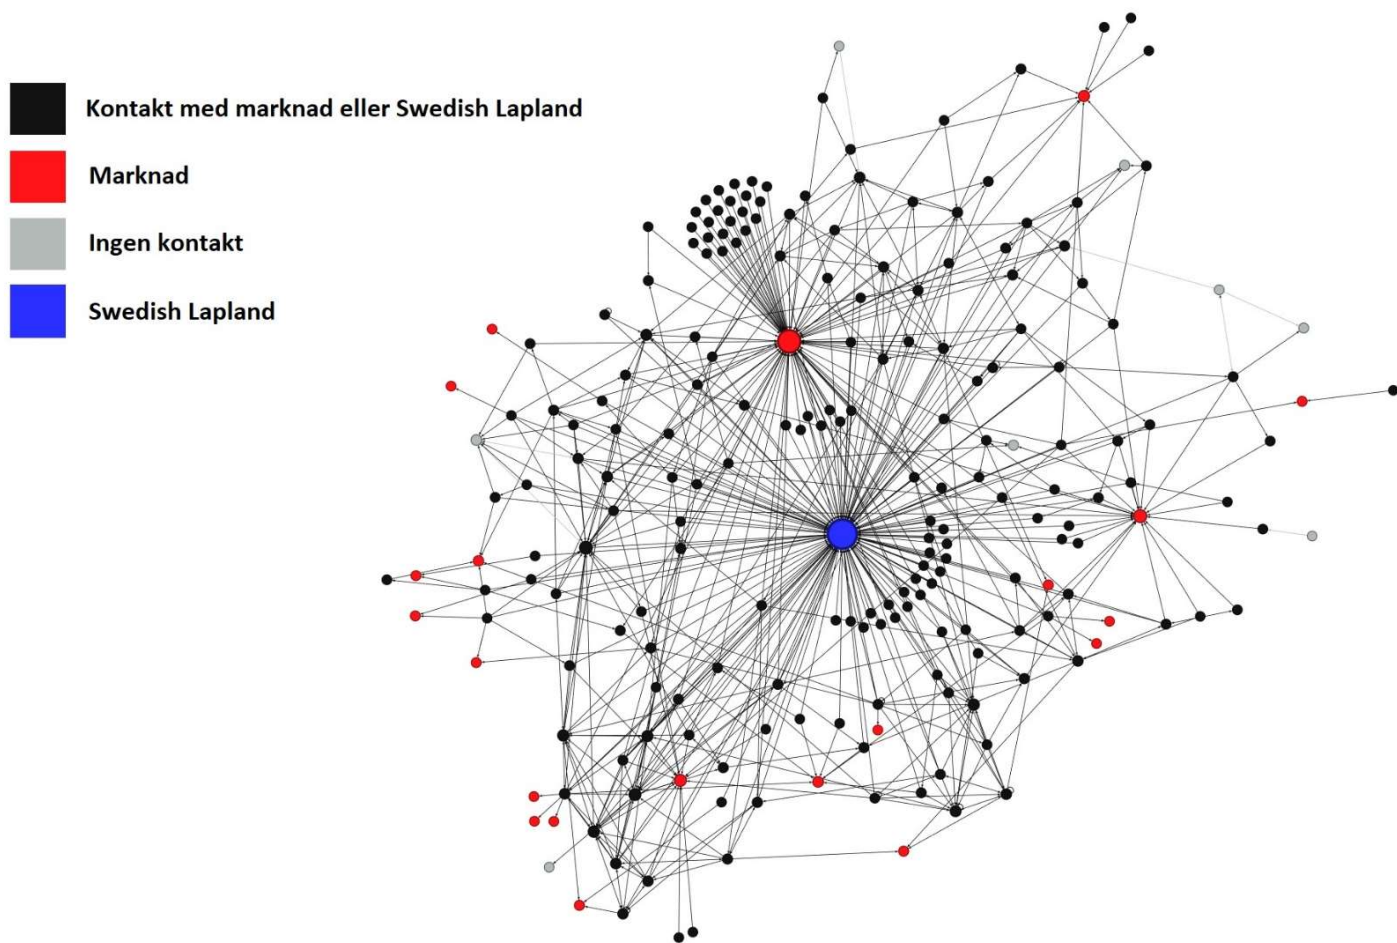 Kontakt med marknad eller Swedish Lapland
Marknad
Ingen kontakt
Swedish Lapland